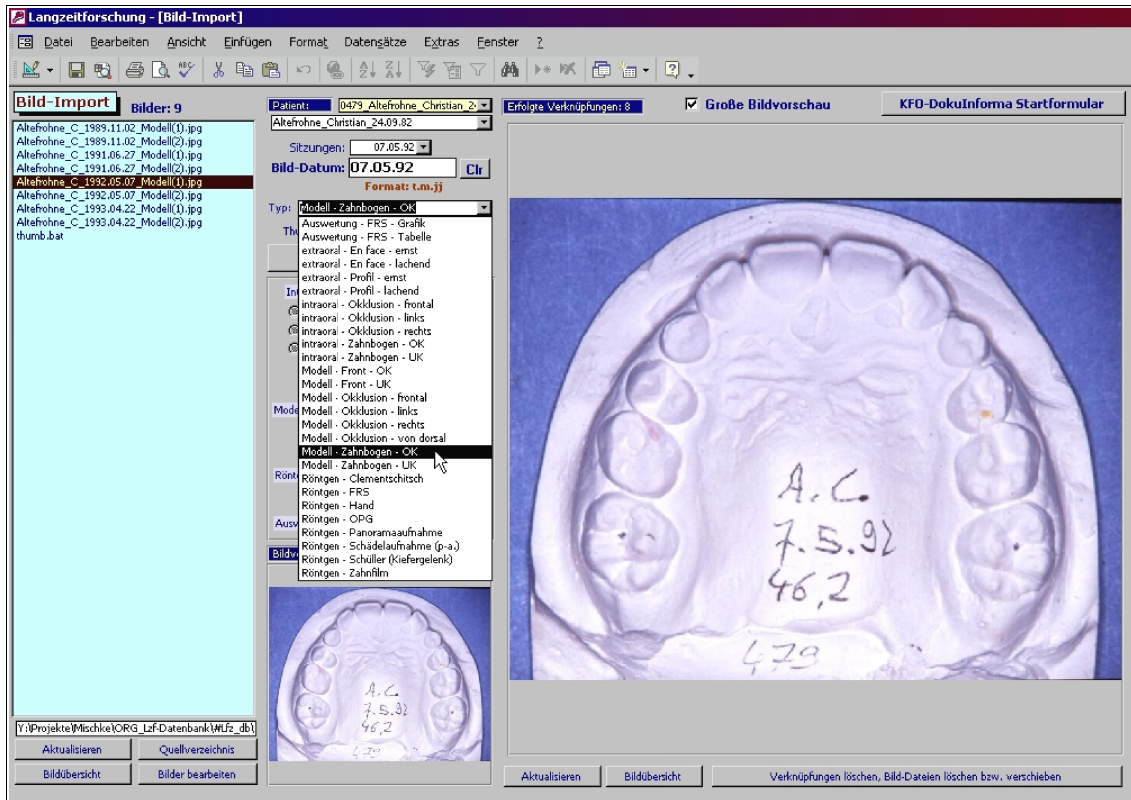 Langzeitforschung - [Bild-Import]
Datei Bearbeiten Ansicht Einfügen Format Datensätze Extras Fenster ?
Bild-Import
Bilder: 9
Altefrohne_C_1989.11.02_Modell(1).jpg
Altefrohne_C_1989.11.02_Modell(2).jpg
Altefrohne_C_1991.06.27_Modell(1).jpg
Altefrohne_C_1991.06.27_Modell(2).jpg
Altefrohne_C_1992.05.07_Modell(1).jpg
Altefrohne_C_1992.05.07_Modell(2).jpg
Altefrohne_C_1993.04.22_Modell(1).jpg
Altefrohne_C_1993.04.22_Modell(2).jpg
thumb.bat
Y:\Projekte\Mischke\ORG_Lzf-Datenbank\#Lfz_db\
Aktualisieren
Quellverzeichnis
Bildübersicht
Bilder bearbeiten
Patient:
0479_Altefrohne_Christian_2
Altefrohne_Christian_24.09.82
Sitzungen: 07.05.92
Bild-Datum: 07.05.92 Clr
Format: t.m.jj
Typ: Modell - Zahnbogen - OK
Auswertung - FRS - Grafik
Auswertung - FRS - Tabelle
extraoral - En face - ernst
extraoral - En face - lachend
extraoral - Profil - ernst
extraoral - Profil - lachend
intraoral - Okklusion - frontal
intraoral - Okklusion - links
intraoral - Okklusion - rechts
intraoral - Zahnbogen - OK
intraoral - Zahnbogen - UK
Modell - Front - OK
Modell - Front - UK
Modell - Okklusion - frontal
Modell - Okklusion - links
Modell - Okklusion - rechts
Modell - Okklusion - von dorsal
Modell - Zahnbogen - OK
Modell - Zahnbogen - UK
Röntgen - Clementschitsch
Röntgen - FRS
Röntgen - Hand
Röntgen - OPG
Röntgen - Panoramaaufnahme
Röntgen - Schädelaufnahme (p-a.)
Röntgen - Schüller (Kiefergelenk)
Röntgen - Zahnfilm
A.C.
7.5.92
46,2
479
Erfolgte Verknüpfungen: 8
Große Bildvorschau
KFO-DokuInforma Startformular
A.C.
7.5.92
46,2
479
Aktualisieren
Bildübersicht
Verknüpfungen löschen, Bild-Dateien löschen bzw. verschieben